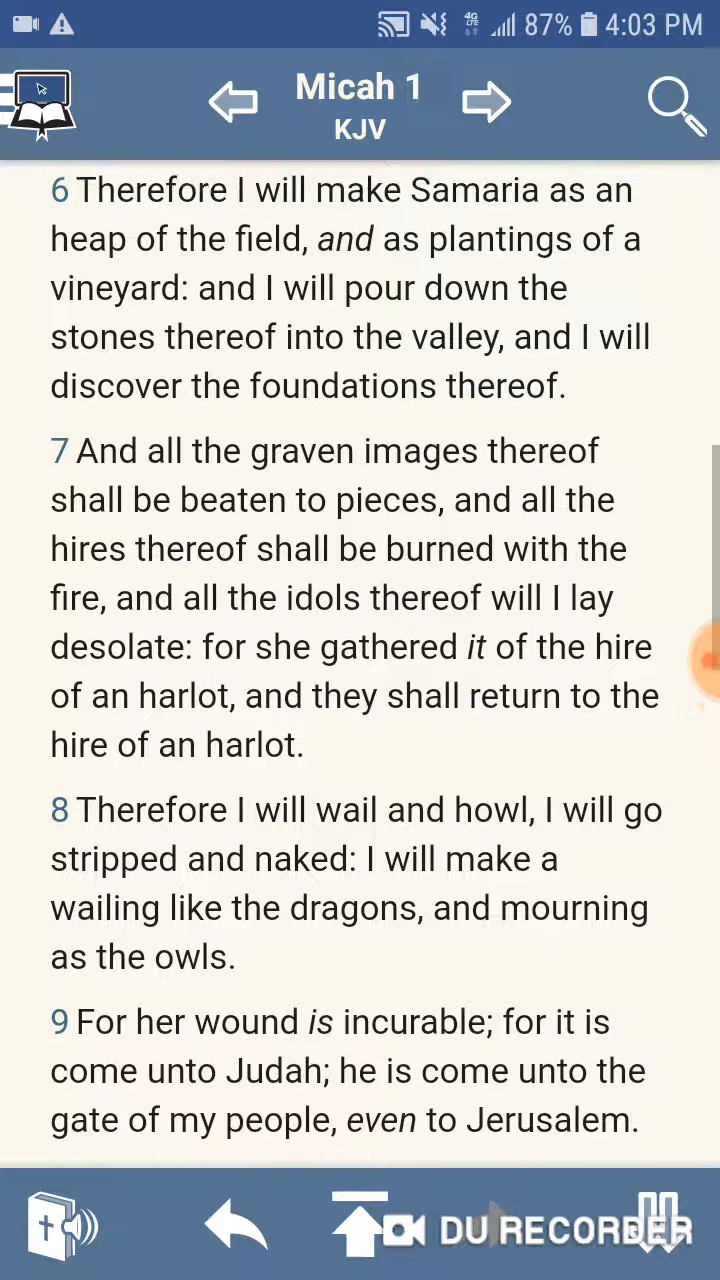 4G LTE 87% 4:03 PM
Micah 1
KJV
6 Therefore I will make Samaria as an
heap of the field, and as plantings of a
vineyard: and I will pour down the
stones thereof into the valley, and I will
discover the foundations thereof.
7 And all the graven images thereof
shall be beaten to pieces, and all the
hires thereof shall be burned with the
fire, and all the idols thereof will I lay
desolate: for she gathered it of the hire
of an harlot, and they shall return to the
hire of an harlot.
8 Therefore I will wail and howl, I will go
stripped and naked: I will make a
wailing like the dragons, and mourning
as the owls.
9 For her wound is incurable; for it is
come unto Judah; he is come unto the
gate of my people, even to Jerusalem.
DU RECORDER